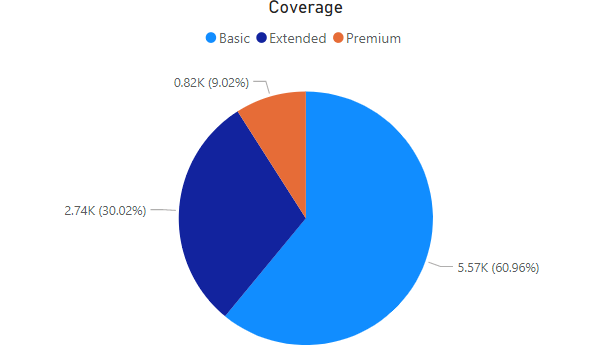 Coverage
Basic Extended Premium
0.82K (9.02%)
2.74K (30.02%)
5.57K (60.96%)